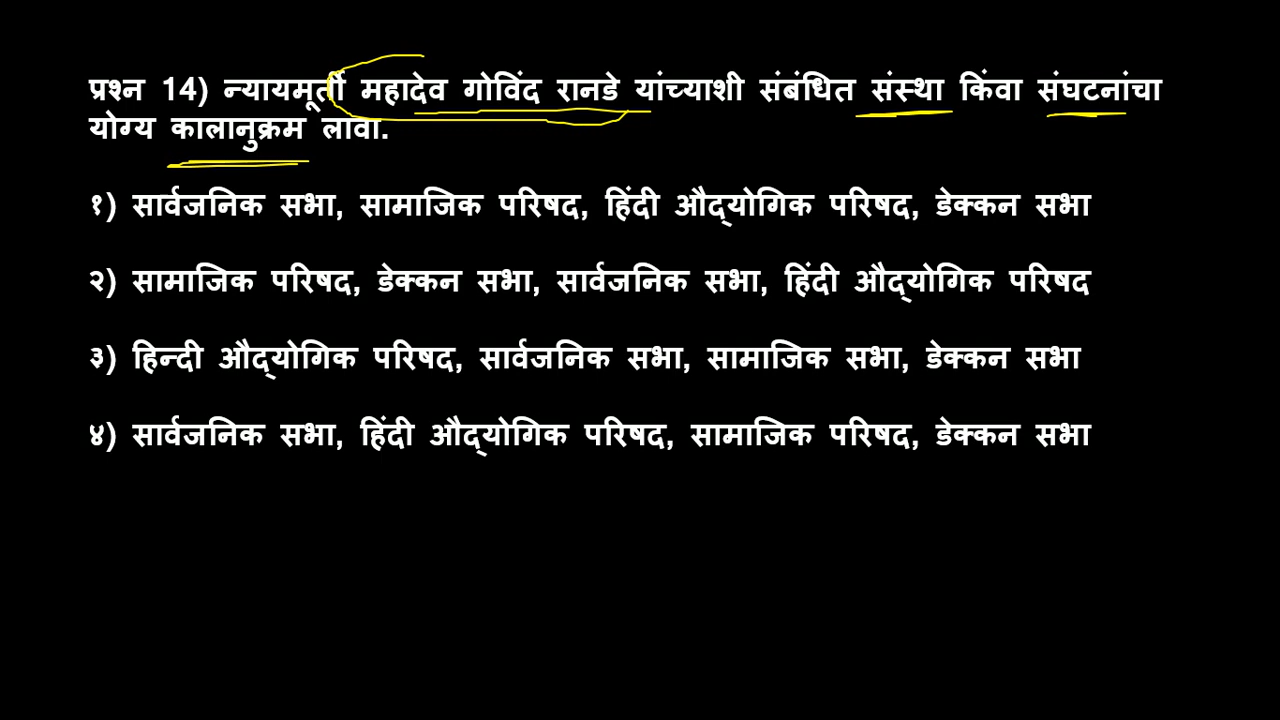 प्रश्न 14) न्यायमूर्ती महादेव गोविंद रानडे यांच्याशी संबंधित संस्था किंवा संघटनांचा
योग्य कालानुक्रम लावा.
१) सार्वजनिक सभा, सामाजिक परिषद, हिंदी औद्योगिक परिषद, डेक्कन सभा
२) सामाजिक परिषद, डेक्कन सभा, सार्वजनिक सभा, हिंदी औद्योगिक परिषद
३) हिन्दी औद्योगिक परिषद, सार्वजनिक सभा, सामाजिक सभा, डेक्कन सभा
४) सार्वजनिक सभा, हिंदी औद्योगिक परिषद, सामाजिक परिषद, डेक्कन सभा